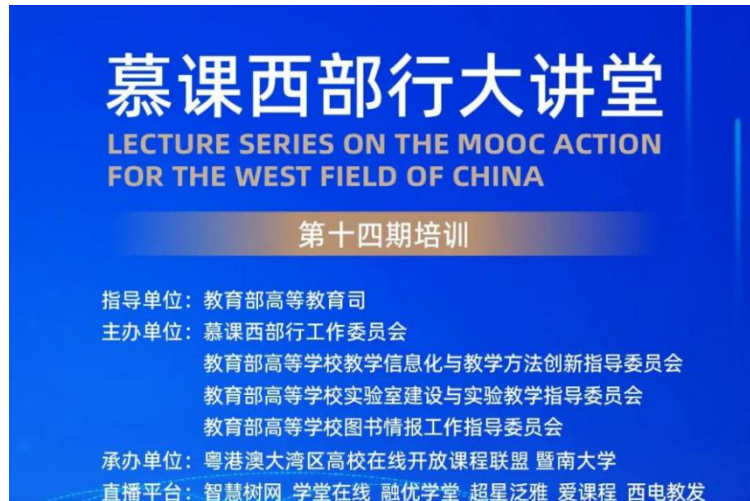 慕课西部行大讲堂
LECTURE SERIES ON THE MOOC ACTION
FOR THE WEST FIELD OF CHINA
第十四期培训
指导单位：教育部高等教育司
主办单位：慕课西部行工作委员会
教育部高等学校教学信息化与教学方法创新指导委员会
教育部高等学校实验室建设与实验教学指导委员会
教育部高等学校图书情报工作指导委员会
承办单位：粤港澳大湾区高校在线开放课程联盟 暨南大学
直播平台：智慧树网 学堂在线 融优学堂 超星泛雅 爱课程 西电教发